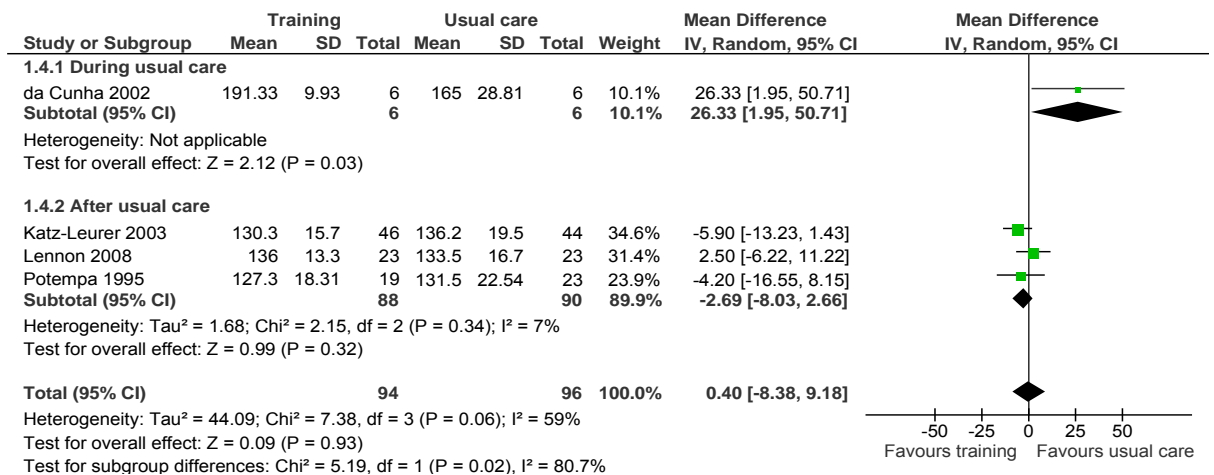 Training Usual care Mean Difference Mean Difference
Study or Subgroup Mean SD Total Mean SD Total Weight IV, Random, 95% CI IV, Random, 95% CI
1.4.1 During usual care
da Cunha 2002 191.33 9.93 6 165 28.81 6 10.1% 26.33 [1.95, 50.71]
Subtotal (95% CI) 6 6 10.1% 26.33 [1.95, 50.71]
Heterogeneity: Not applicable
Test for overall effect: Z = 2.12 (P = 0.03)
1.4.2 After usual care
Katz-Leurer 2003 130.3 15.7 46 136.2 19.5 44 34.6% -5.90 [-13.23, 1.43]
Lennon 2008 136 13.3 23 133.5 16.7 23 31.4% 2.50 [-6.22, 11.22]
Potempa 1995 127.3 18.31 19 131.5 22.54 23 23.9% -4.20 [-16.55, 8.15]
Subtotal (95% CI) 88 90 89.9% -2.69 [-8.03, 2.66]
Heterogeneity: Tau² = 1.68; Chi² = 2.15, df = 2 (P = 0.34); I² = 7%
Test for overall effect: Z = 0.99 (P = 0.32)
Total (95% CI) 94 96 100.0% 0.40 [-8.38, 9.18]
Heterogeneity: Tau² = 44.09; Chi² = 7.38, df = 3 (P = 0.06); I² = 59%
Test for overall effect: Z = 0.09 (P = 0.93)
Test for subgroup differences: Chi² = 5.19, df = 1 (P = 0.02), I² = 80.7%
-50 -25 0 25 50
Favours training Favours usual care